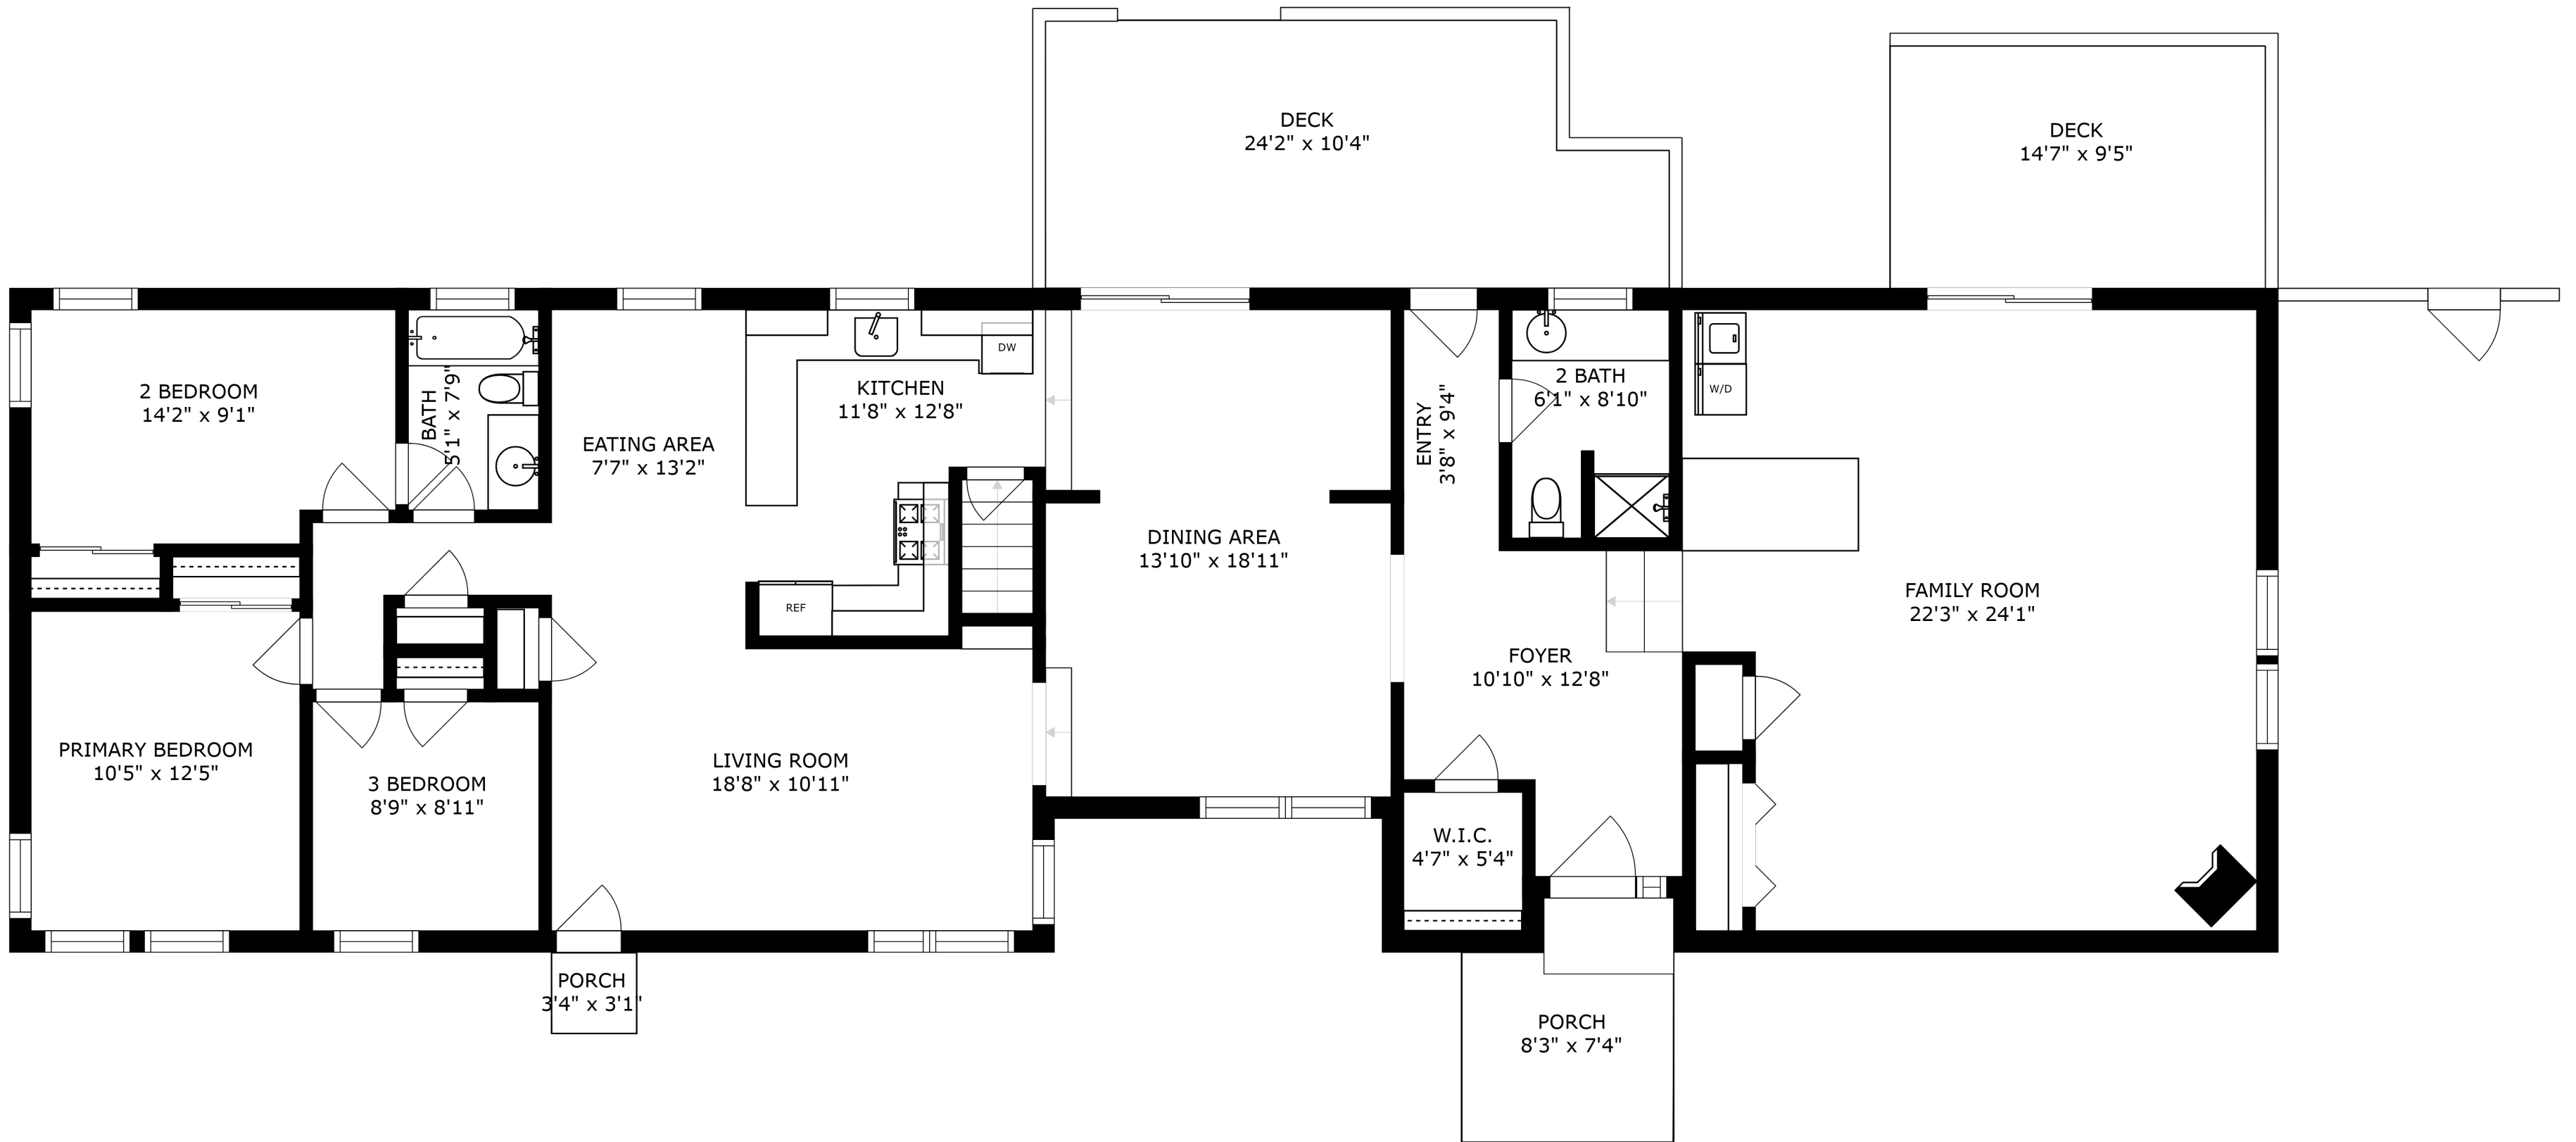 DECK
24'2" x 10'4"
DECK
14'7" x 9'5"
2 BEDROOM
14'2" x 9'1"
BATH
5'1" x 7'9"
EATING AREA
7'7" x 13'2"
KITCHEN
11'8" x 12'8"
DW
REF
DINING AREA
13'10" x 18'11"
ENTRY
3'8" x 9'4"
2 BATH
6'1" x 8'10"
W/D
FAMILY ROOM
22'3" x 24'1"
FOYER
10'10" x 12'8"
PRIMARY BEDROOM
10'5" x 12'5"
3 BEDROOM
8'9" x 8'11"
LIVING ROOM
18'8" x 10'11"
W.I.C.
4'7" x 5'4"
PORCH
3'4" x 3'1"
PORCH
8'3" x 7'4"